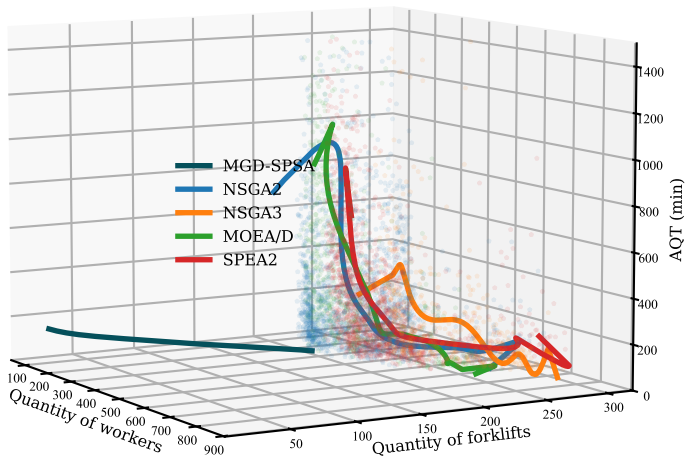 MGD-SPSA
NSGA2
NSGA3
MOEA/D
SPEA2
1400
1200
1000
800
600
400
200
0
AQT (min)
100
200
300
400
500
600
700
800
900
Quantity of workers
50
100
150
200
250
300
Quantity of forklifts